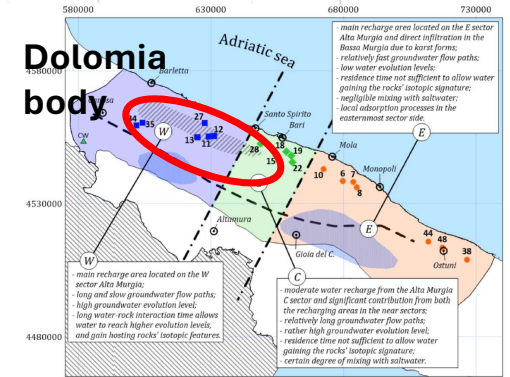 580000
630000
680000
730000
4580000
4530000
4480000
Dolomia
body
Adriatic sea
Barletta
CW
34
35
27
12
13
11
W
Santo Spirito
Bari
28
18
19
15
22
Mola
10
6
7
8
Monopoli
E
E
44
48
38
Ostuni
Altamura
Gioia del C.
W
C
- main recharge area located on the E sector
Alta Murgia and direct infiltration in the
Bassa Murgia due to karst forms;
- relatively fast groundwater flow paths;
- low water evolution levels;
- residence time not sufficient to allow water
gaining the rocks' isotopic signature;
- negligible mixing with saltwater;
- local adsorption processes in the
easternmost sector side.
- main recharge area located on the W
sector Alta Murgia;
- long and slow groundwater flow paths;
- high groundwater evolution level;
- long water-rock interaction time allows
water to reach higher evolution levels,
and gain hosting rocks' isotopic features.
- moderate water recharge from the Alta Murgia
C sector and significant contribution from both
the recharging areas in the near sectors;
- relatively long groundwater flow paths;
- rather high groundwater evolution level;
- residence time not sufficient to allow water
gaining the rocks' isotopic signature;
- certain degree of mixing with saltwater.